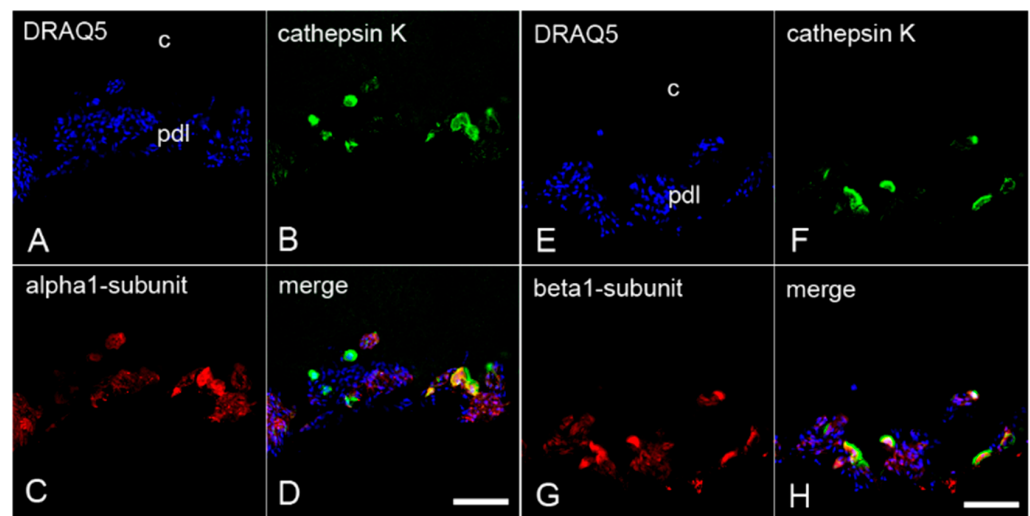 DRAQ5
c
pdl
A
cathepsin K
B
DRAQ5
c
pdl
E
cathepsin K
F
alpha1-subunit
C
merge
D
beta1-subunit
G
merge
H